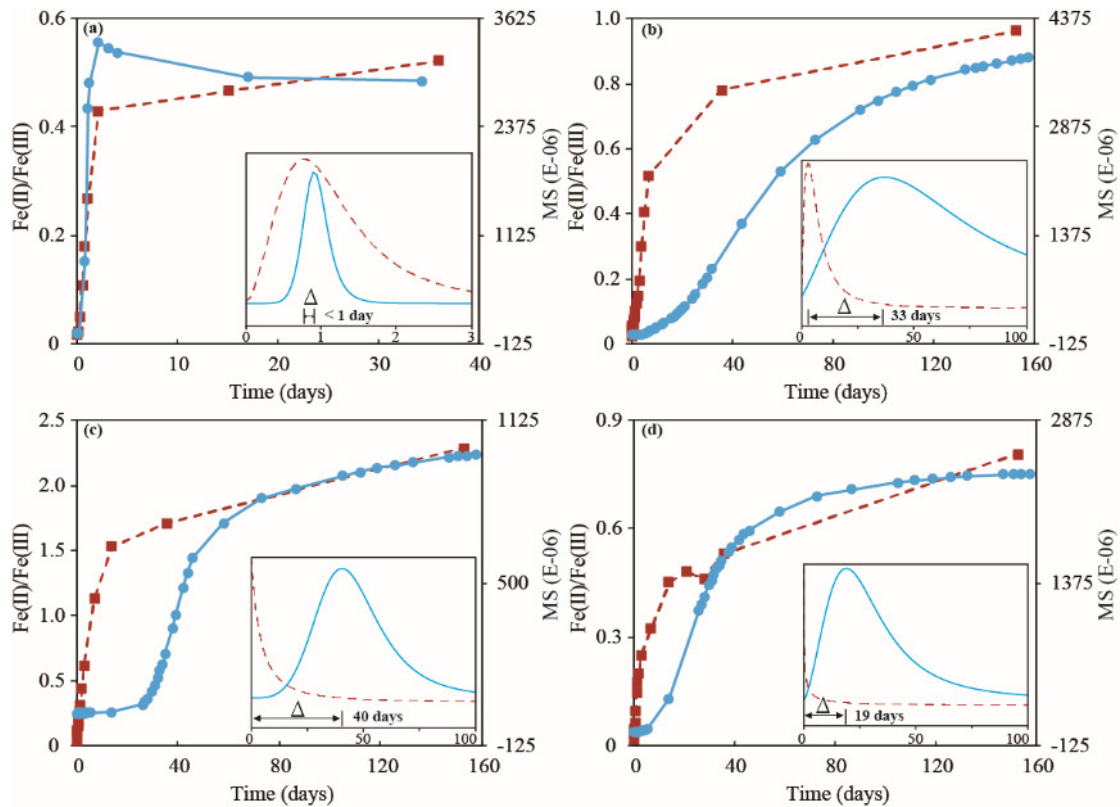 (a)
0.6
0.4
0.2
0
Fe(II)/Fe(III)
3625
2375
1125
-125
MS (E-06)
0
10
20
30
40
Time (days)
Δ
< 1 day
0
1
2
3
(b)
1.0
0.8
0.6
0.4
0.2
0
Fe(II)/Fe(III)
4375
2875
1375
-125
MS (E-06)
0
40
80
120
160
Time (days)
Δ
33 days
0
50
100
(c)
2.5
2.0
1.5
1.0
0.5
0
Fe(II)/Fe(III)
1125
500
-125
MS (E-06)
0
40
80
120
160
Time (days)
Δ
40 days
0
50
100
(d)
0.9
0.6
0.3
0
Fe(II)/Fe(III)
2875
1375
-125
MS (E-06)
0
40
80
120
160
Time (days)
Δ
19 days
0
50
100